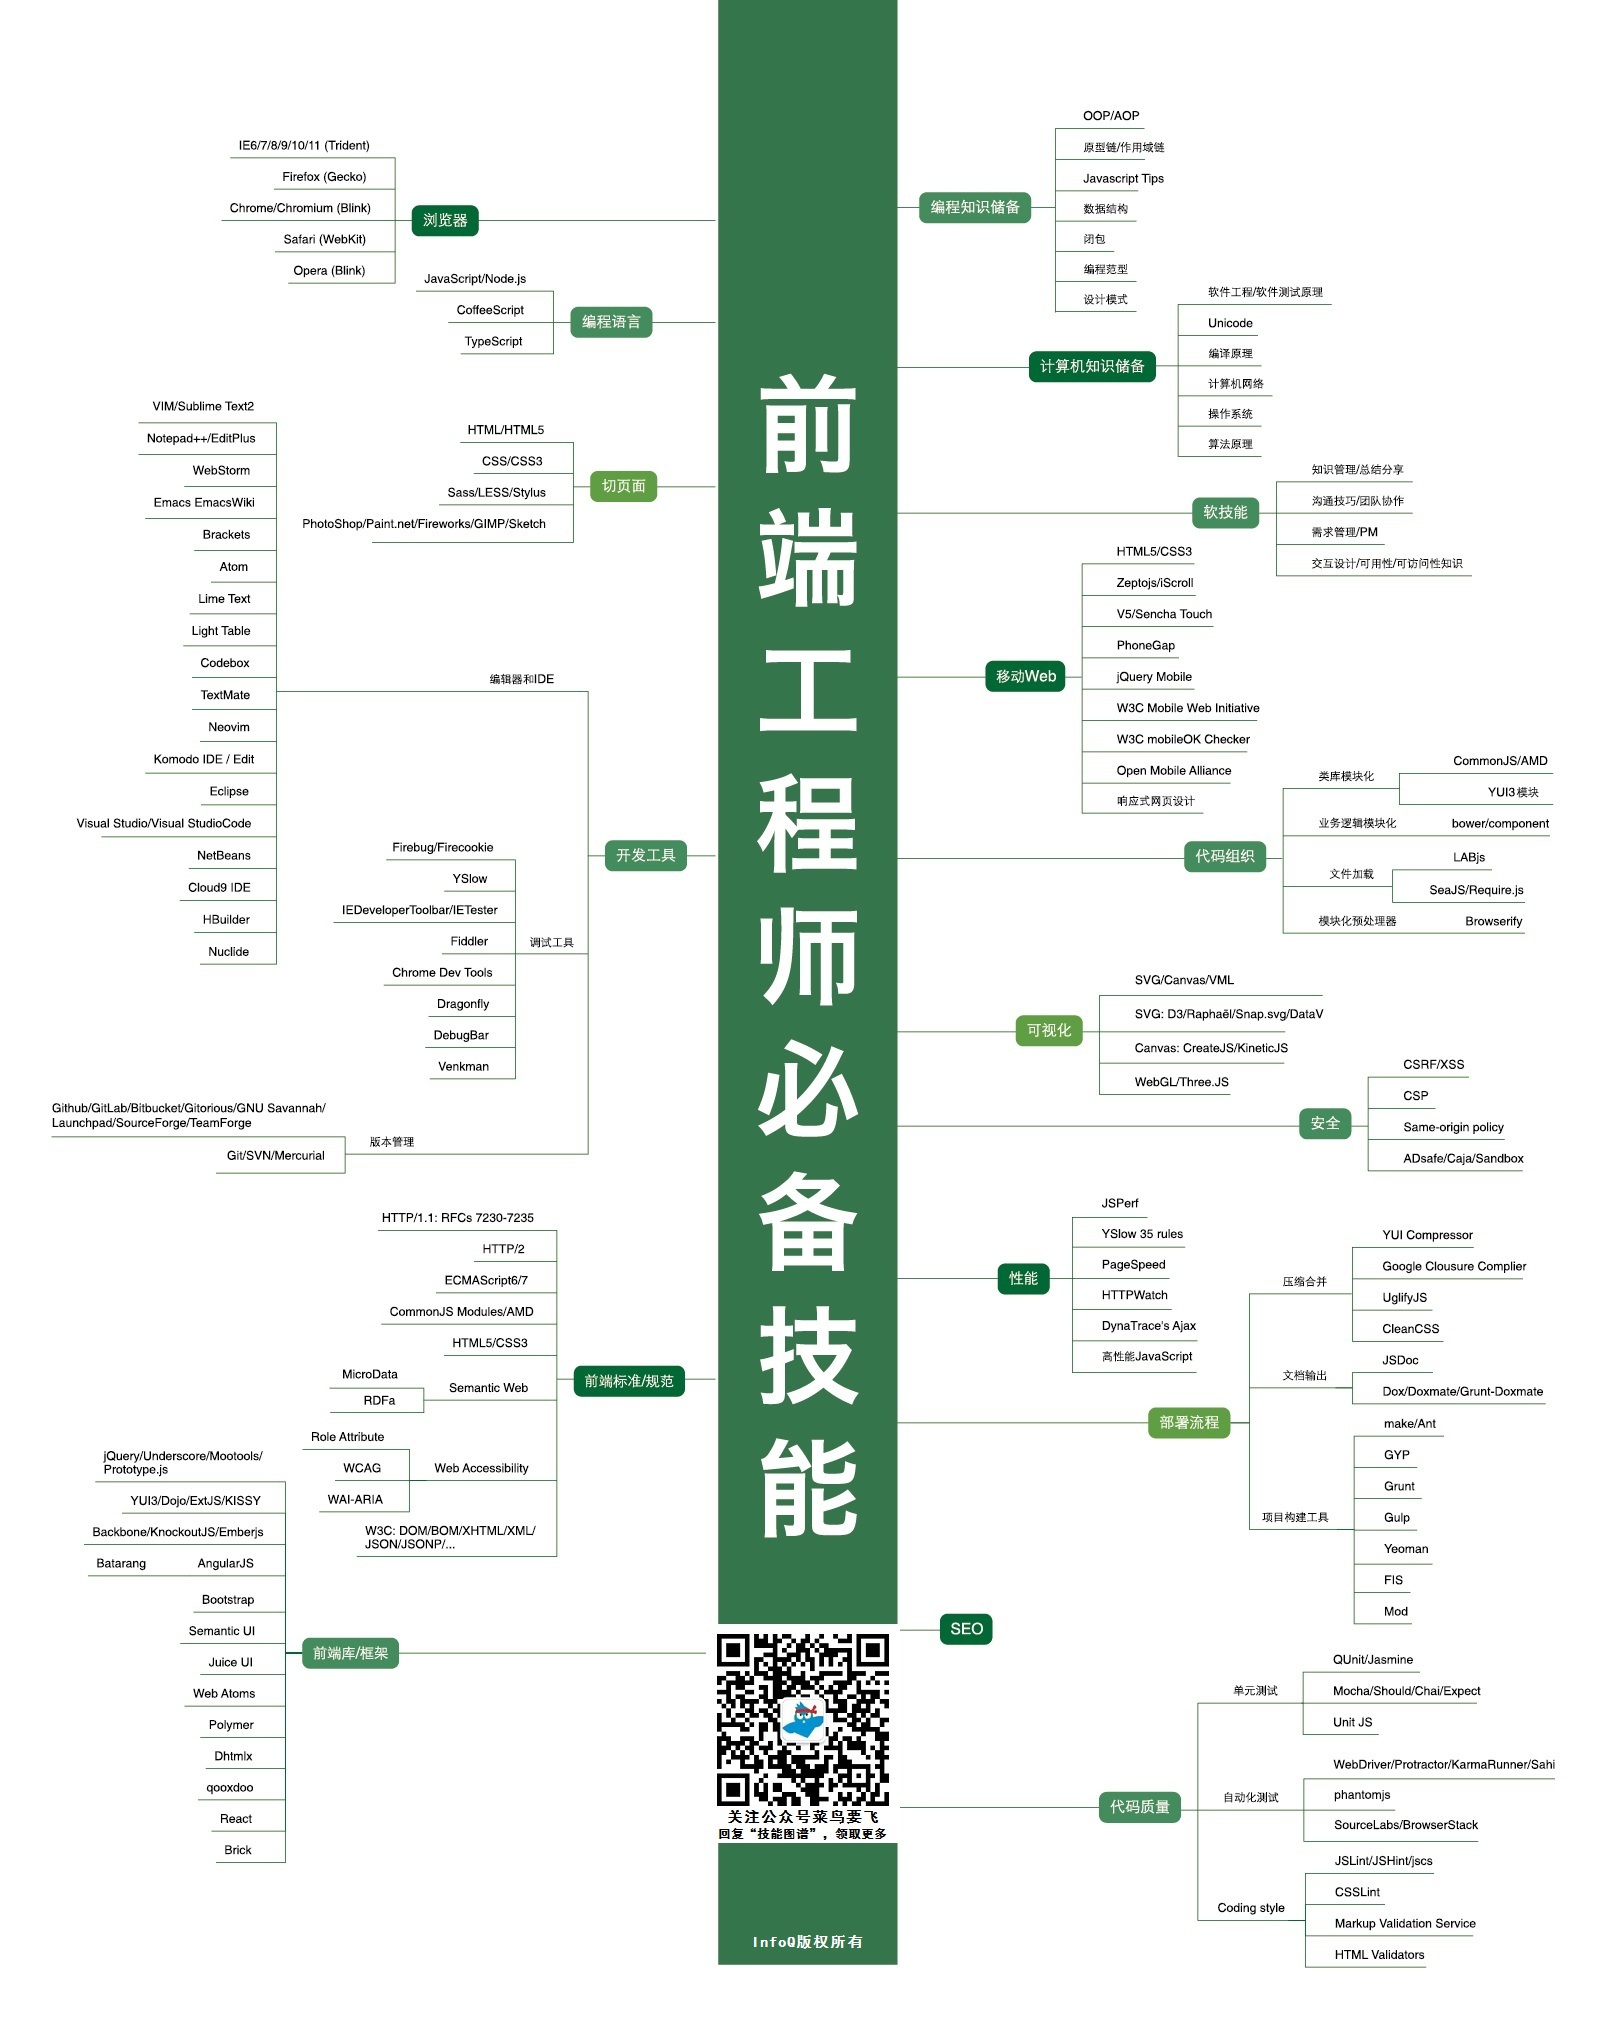 前
端
工
程
师
必
备
技
能
IE6/7/8/9/10/11 (Trident)
Firefox (Gecko)
Chrome/Chromium (Blink)
Safari (WebKit)
Opera (Blink)
浏览器
JavaScript/Node.js
CoffeeScript
TypeScript
编程语言
HTML/HTML5
CSS/CSS3
Sass/LESS/Stylus
PhotoShop/Paint.net/Fireworks/GIMP/Sketch
切页面
VIM/Sublime Text2
Notepad++/EditPlus
WebStorm
Emacs EmacsWiki
Brackets
Atom
Lime Text
Light Table
Codebox
TextMate
Neovim
Komodo IDE / Edit
Eclipse
Visual Studio/Visual StudioCode
NetBeans
Cloud9 IDE
HBuilder
Nuclide
编辑器和IDE
开发工具
Firebug/Firecookie
YSlow
IEDeveloperToolbar/IETester
Fiddler
Chrome Dev Tools
Dragonfly
DebugBar
Venkman
调试工具
Github/GitLab/Bitbucket/Gitorious/GNU Savannah/
Launchpad/SourceForge/TeamForge
Git/SVN/Mercurial
版本管理
HTTP/1.1: RFCs 7230-7235
HTTP/2
ECMAScript6/7
CommonJS Modules/AMD
HTML5/CSS3
MicroData
RDFa
Semantic Web
Role Attribute
WCAG
WAI-ARIA
Web Accessibility
W3C: DOM/BOM/XHTML/XML/
JSON/JSONP/...
前端标准/规范
jQuery/Underscore/Mootools/
Prototype.js
YUI3/Dojo/ExtJS/KISSY
Backbone/KnockoutJS/Emberjs
Batarang
AngularJS
Bootstrap
Semantic UI
Juice UI
Web Atoms
Polymer
Dhtmlx
qooxdoo
React
Brick
前端库/框架
编程知识储备
OOP/AOP
原型链/作用域链
Javascript Tips
数据结构
闭包
编程范型
设计模式
计算机知识储备
软件工程/软件测试原理
Unicode
编译原理
计算机网络
操作系统
算法原理
软技能
知识管理/总结分享
沟通技巧/团队协作
需求管理/PM
交互设计/可用性/可访问性知识
移动Web
HTML5/CSS3
Zeptojs/iScroll
V5/Sencha Touch
PhoneGap
jQuery Mobile
W3C Mobile Web Initiative
W3C mobileOK Checker
Open Mobile Alliance
响应式网页设计
代码组织
类库模块化
CommonJS/AMD
YUI3模块
业务逻辑模块化
bower/component
文件加载
LABjs
SeaJS/Require.js
模块化预处理器
Browserify
可视化
SVG/Canvas/VML
SVG: D3/Raphaël/Snap.svg/DataV
Canvas: CreateJS/KineticJS
WebGL/Three.JS
安全
CSRF/XSS
CSP
Same-origin policy
ADsafe/Caja/Sandbox
性能
JSPerf
YSlow 35 rules
PageSpeed
HTTPWatch
DynaTrace's Ajax
高性能JavaScript
部署流程
压缩合并
YUI Compressor
Google Clousure Complier
UglifyJS
CleanCSS
文档输出
JSDoc
Dox/Doxmate/Grunt-Doxmate
项目构建工具
make/Ant
GYP
Grunt
Gulp
Yeoman
FIS
Mod
SEO
代码质量
单元测试
QUnit/Jasmine
Mocha/Should/Chai/Expect
Unit JS
自动化测试
WebDriver/Protractor/KarmaRunner/Sahi
phantomjs
SourceLabs/BrowserStack
Coding style
JSLint/JSHint/jscs
CSSLint
Markup Validation Service
HTML Validators
关注公众号菜鸟要飞
回复“技能图谱”，领取更多
InfoQ版权所有